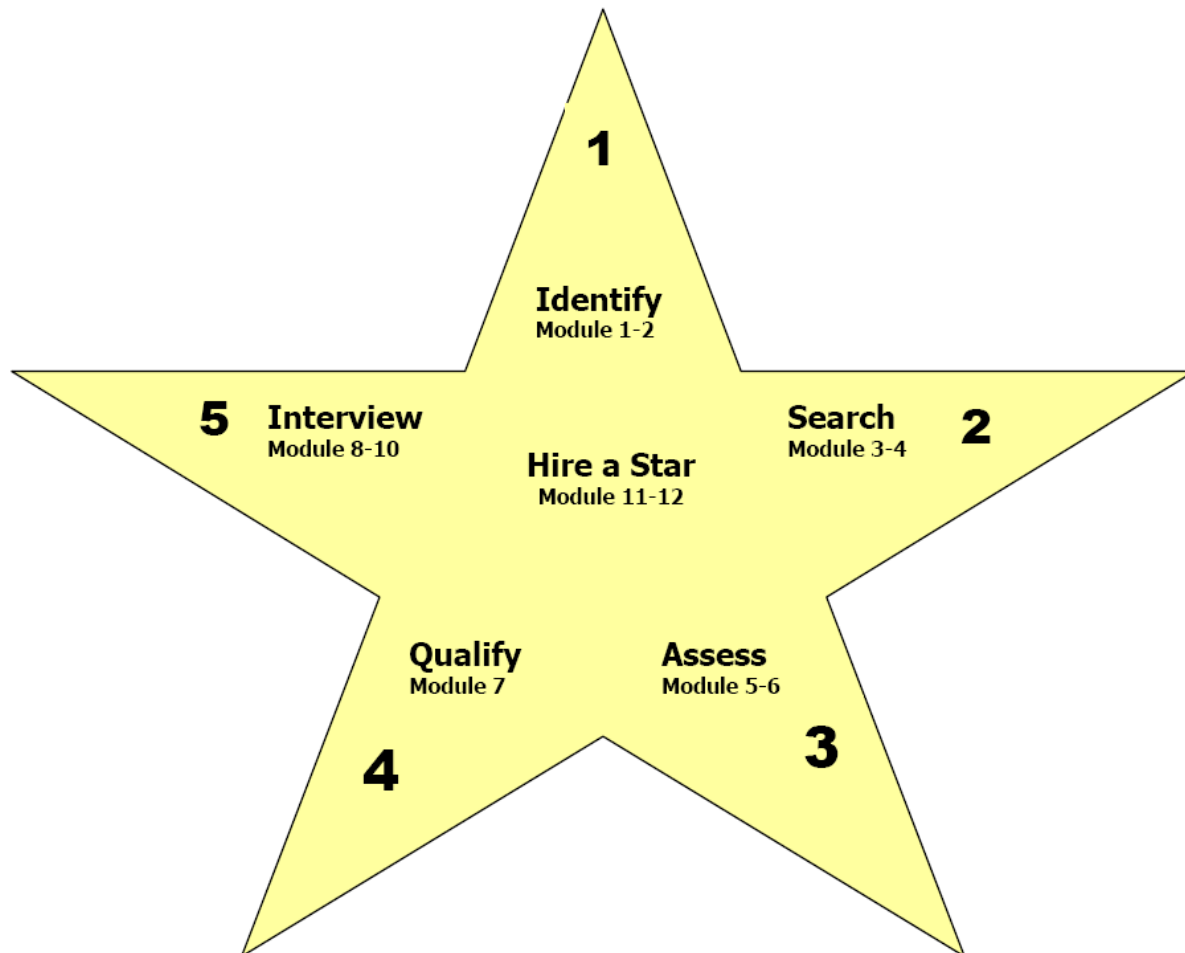 1
Identify
Module 1-2
5
Interview
Module 8-10
Search
Module 3-4
2
Hire a Star
Module 11-12
Qualify
Module 7
Assess
Module 5-6
4
3